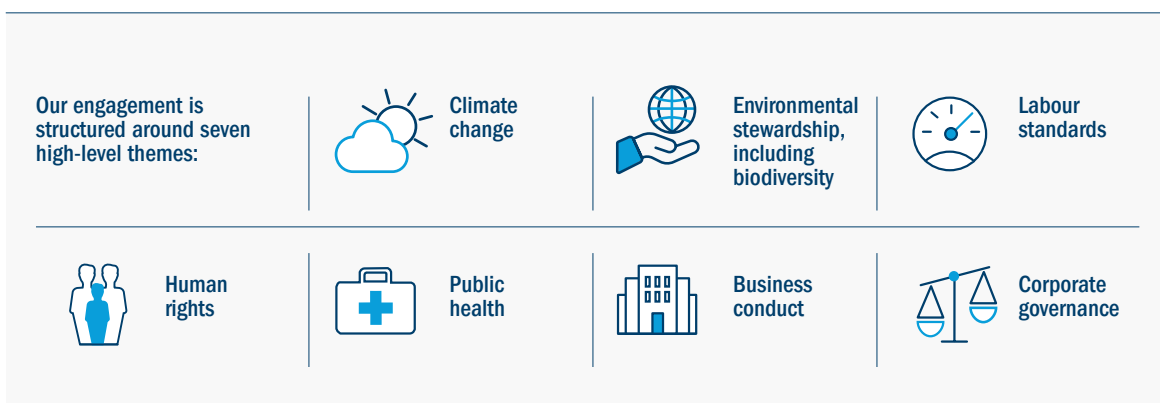 Our engagement is
structured around seven
high-level themes:
Climate
change
Environmental
stewardship,
including
biodiversity
Labour
standards
Human
rights
Public
health
Business
conduct
Corporate
governance